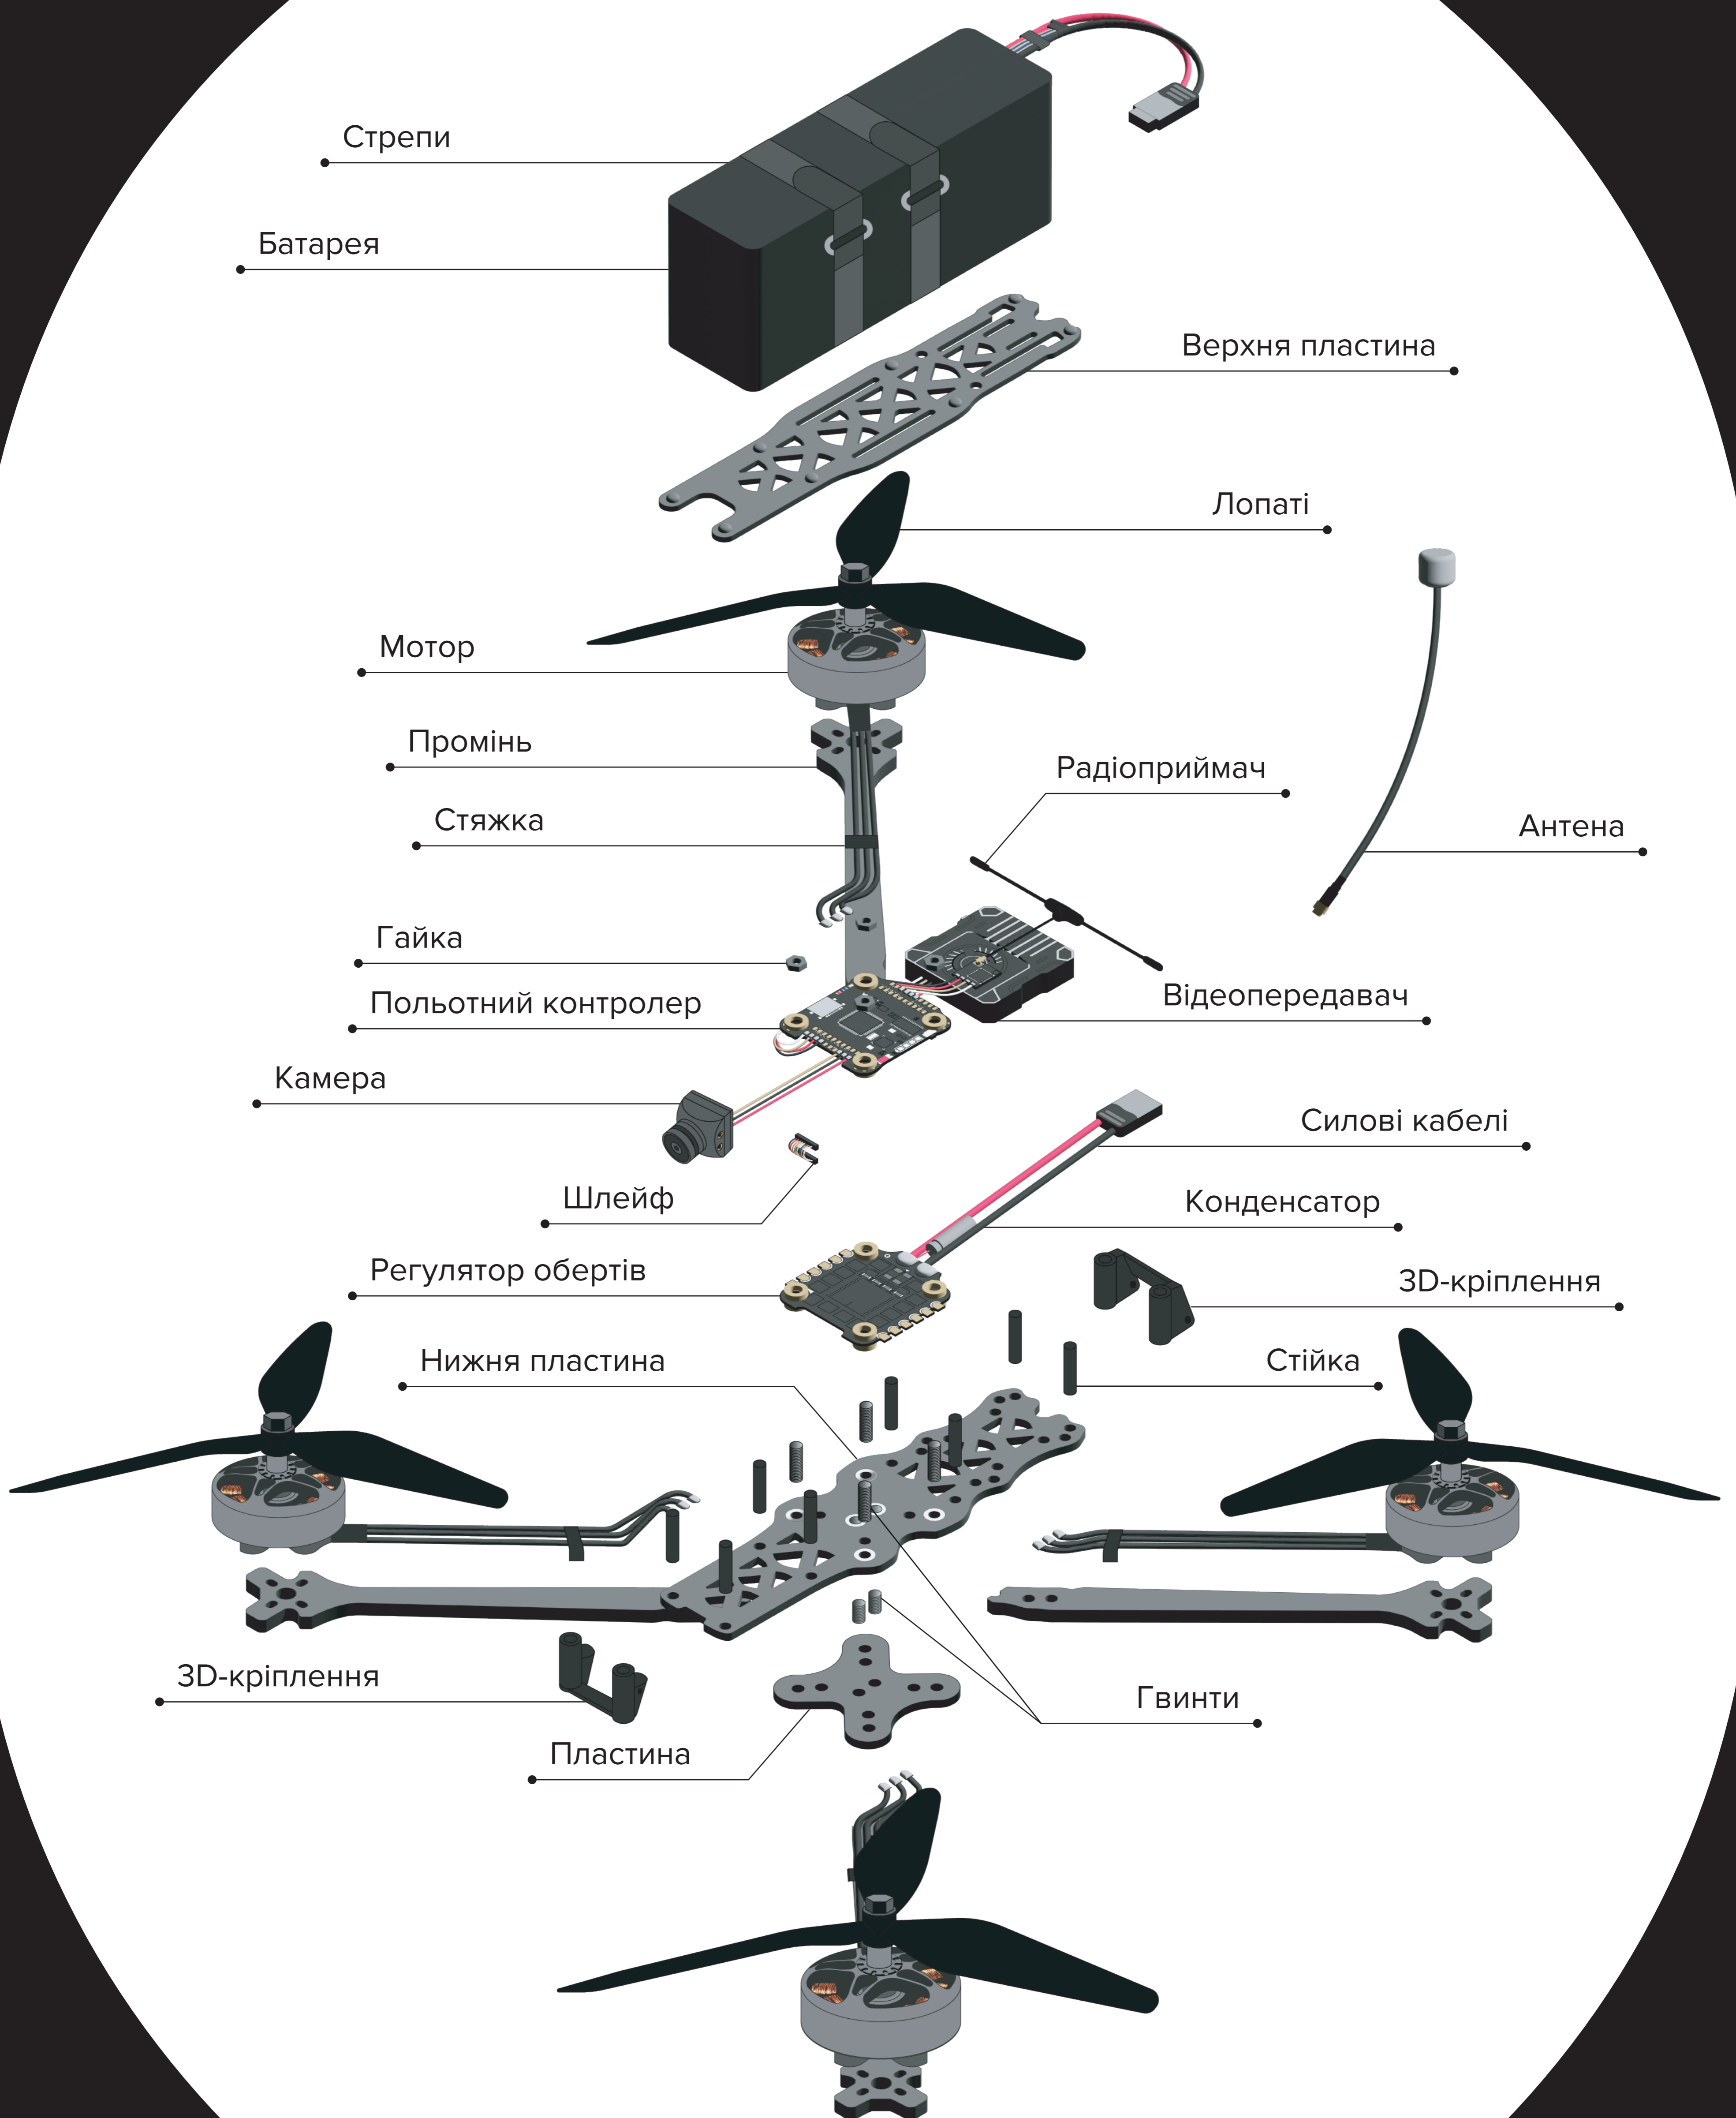 Стрепи
Батарея
Верхня пластина
Лопаті
Мотор
Промінь
Радіоприймач
Стяжка
Антена
Гайка
Польотний контролер
Відеопередавач
Камера
Силові кабелі
Шлейф
Конденсатор
Регулятор обертів
3D-кріплення
Нижня пластина
Стійка
3D-кріплення
Гвинти
Пластина